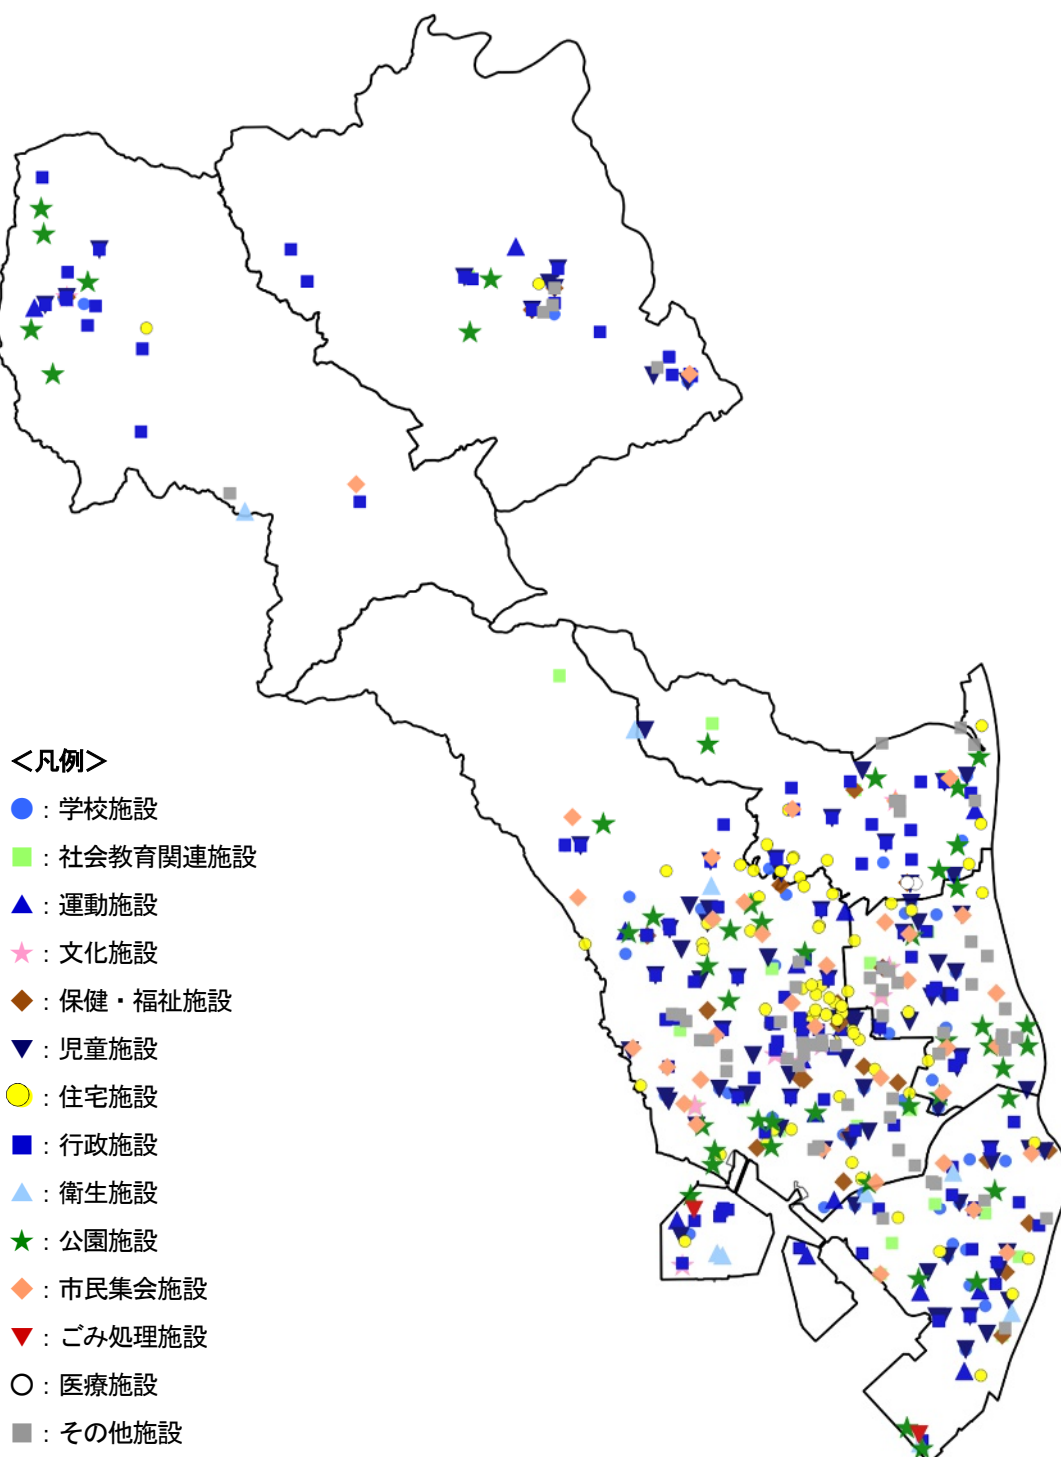 ＜凡例＞
：学校施設
：社会教育関連施設
：運動施設
：文化施設
：保健・福祉施設
：児童施設
：住宅施設
：行政施設
：衛生施設
：公園施設
：市民集会施設
：ごみ処理施設
：医療施設
：その他施設